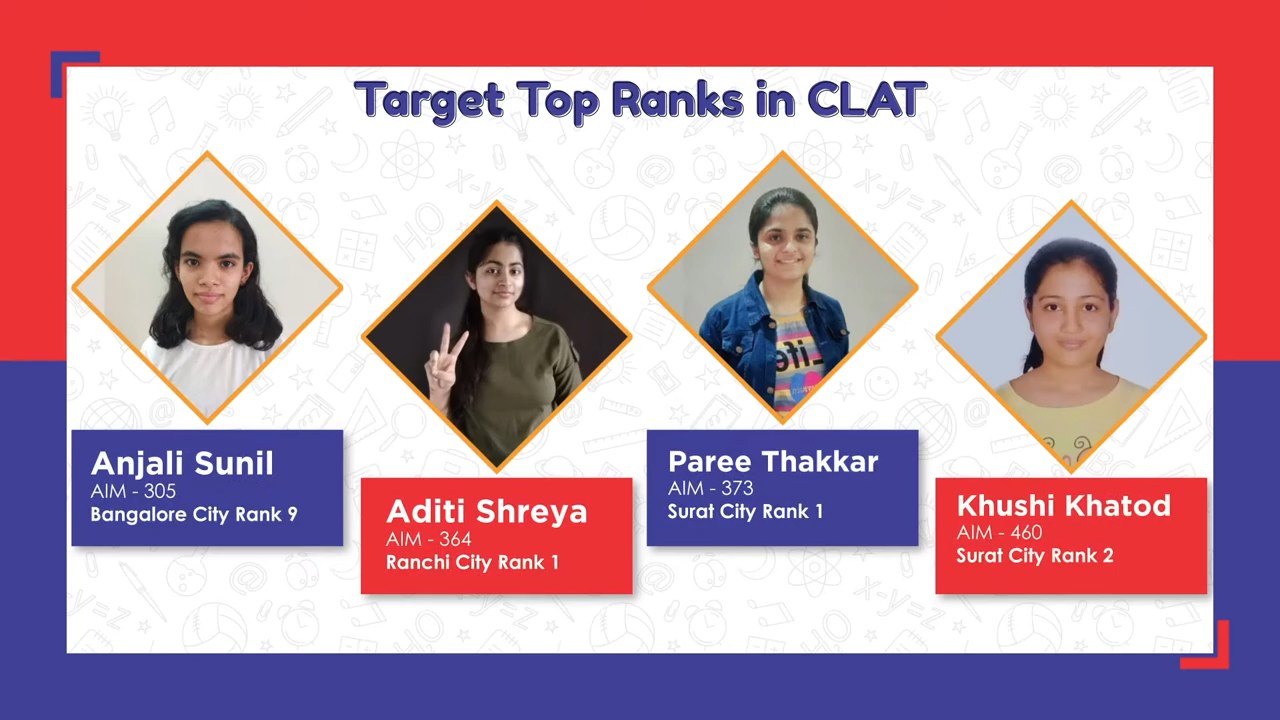 Target Top Ranks in CLAT
Anjali Sunil
AIM - 305
Bangalore City Rank 9
Aditi Shreya
AIM - 364
Ranchi City Rank 1
Paree Thakkar
AIM - 373
Surat City Rank 1
Khushi Khatod
AIM - 460
Surat City Rank 2